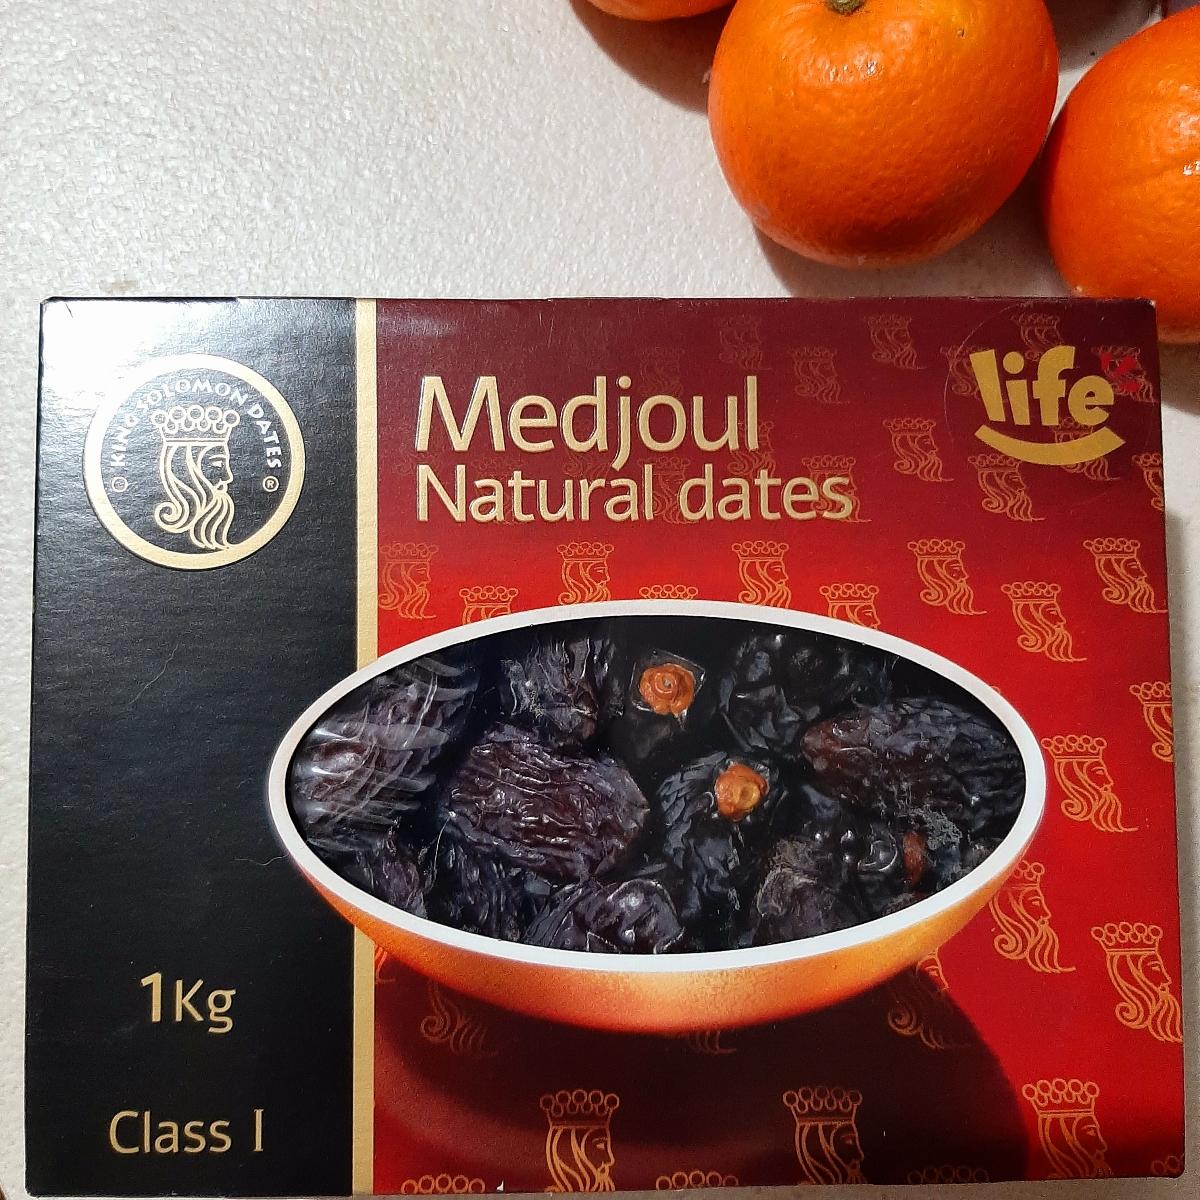 KING SOLOMON DATES
®
Medjoul
Natural dates
life
1Kg
Class I